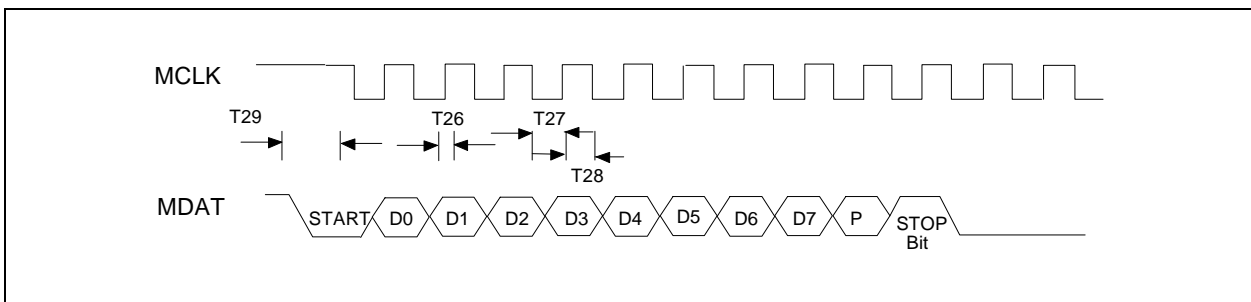 MCLK
T29
T26
T27
T28
MDAT
START
D0
D1
D2
D3
D4
D5
D6
D7
P
STOP
Bit